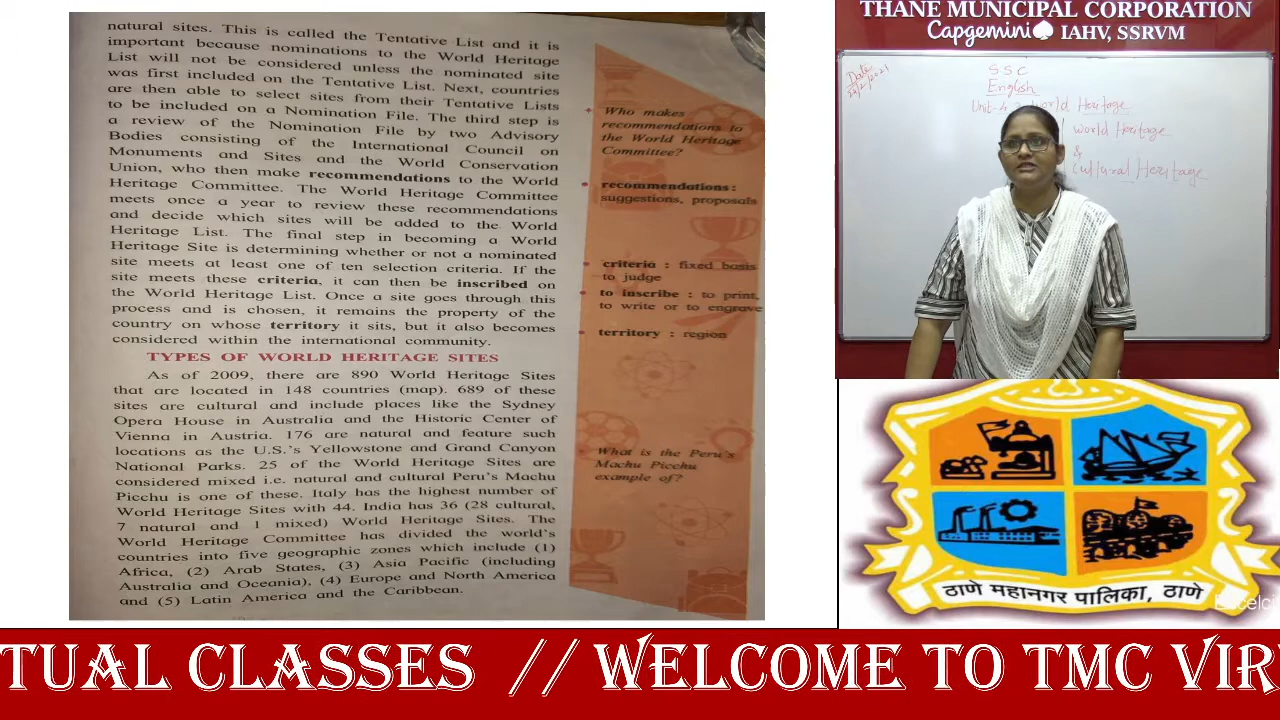 natural sites. This is called the Tentative List and it is
important because nominations to the World Heritage
List will not be considered unless the nominated site
was first included on the Tentative List. Next, countries
are then able to select sites from their Tentative Lists
to be included on a Nomination File. The third step is
a review of the Nomination File by two Advisory
Bodies consisting of the International Council on
Monuments and Sites and the World Conservation
Union, who then make recommendations to the World
Heritage Committee. The World Heritage Committee
meets once a year to review these recommendations
and decide which sites will be added to the World
Heritage List. The final step in becoming a World
Heritage Site is determining whether or not a nominated
site meets at least one of ten selection criteria. If the
site meets these criteria, it can then be inscribed on
the World Heritage List. Once a site goes through this
process and is chosen, it remains the property of the
country on whose territory it sits, but it also becomes
considered within the international community.
TYPES OF WORLD HERITAGE SITES
As of 2009, there are 890 World Heritage Sites
that are located in 148 countries (map). 689 of these
sites are cultural and include places like the Sydney
Opera House in Australia and the Historic Center of
Vienna in Austria. 176 are natural and feature such
locations as the U.S.'s Yellowstone and Grand Canyon
National Parks. 25 of the World Heritage Sites are
considered mixed i.e. natural and cultural Peru's Machu
Picchu is one of these. Italy has the highest number of
World Heritage Sites with 44. India has 36 (28 cultural,
7 natural and 1 mixed) World Heritage Sites. The
World Heritage Committee has divided the world's
countries into five geographic zones which include (1)
Africa, (2) Arab States, (3) Asia Pacific (including
Australia and Oceania), (4) Europe and North America
and (5) Latin America and the Caribbean.
Who makes
recommendations to
the World Heritage
Committee?
recommendations :
suggestions, proposals
criteria : fixed basis
to judge
to inscribe : to print,
to write or to engrave
territory : region
What is the Peru's
Machu Picchu
example of?
THANE MUNICIPAL CORPORATION
Capgemini IAHV, SSRVM
Date
SSC
English
World Heritage
World Heritage
&
Cultural Heritage
ठाणे महानगर पालिका, ठाणे
TUAL CLASSES // WELCOME TO TMC VIR